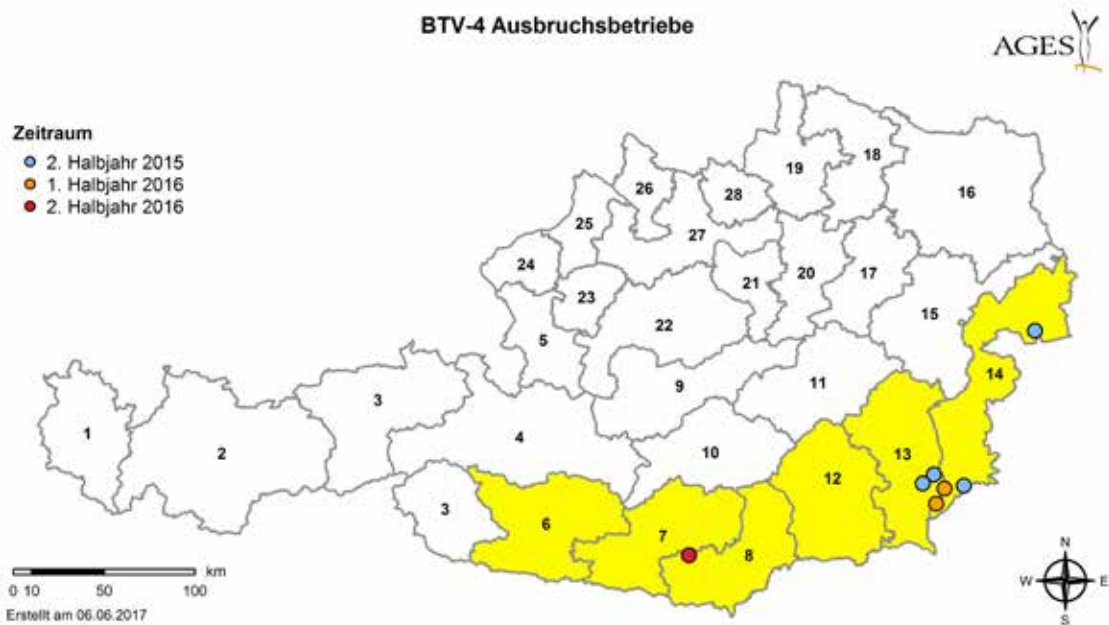 BTV-4 Ausbruchsbetriebe
AGES
Zeitraum
2. Halbjahr 2015
1. Halbjahr 2016
2. Halbjahr 2016
19
18
26
28
16
25
27
24
21
20
17
23
22
15
5
14
9
3
11
1
4
2
10
13
12
3
6
7
8
km
0 10 50 100
Erstellt am 06.06.2017
N
W E
S